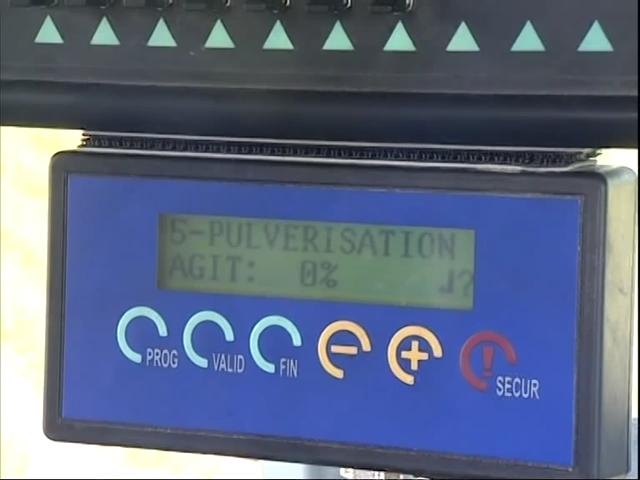 5-PULVERISATION
AGIT: 0% ↲?
PROG VALID FIN − + ! SECUR